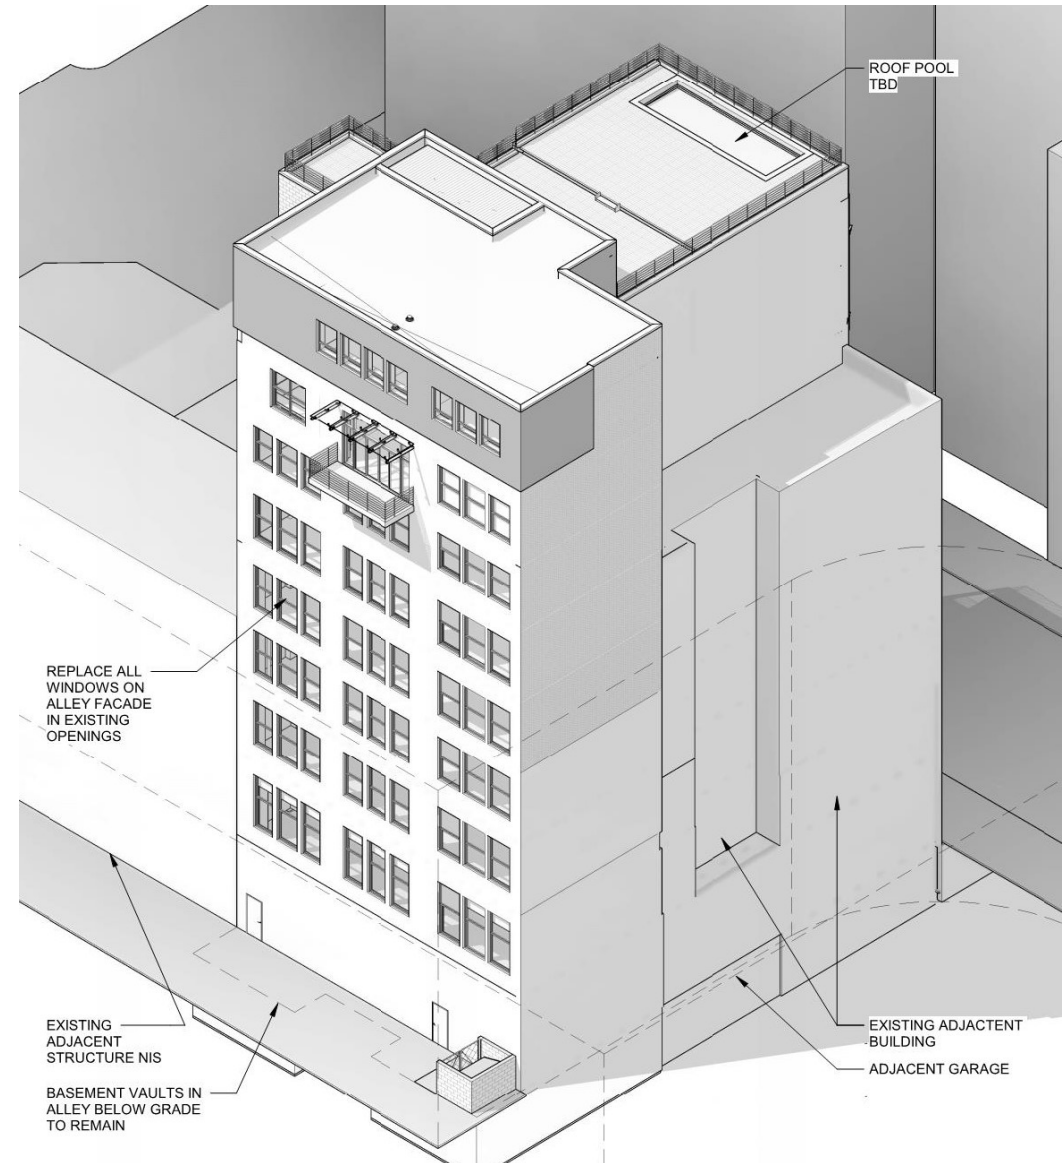 ROOF POOL
TBD
REPLACE ALL
WINDOWS ON
ALLEY FACADE
IN EXISTING
OPENINGS
EXISTING
ADJACENT
STRUCTURE NIS
BASEMENT VAULTS IN
ALLEY BELOW GRADE
TO REMAIN
EXISTING ADJACTENT
BUILDING
ADJACENT GARAGE